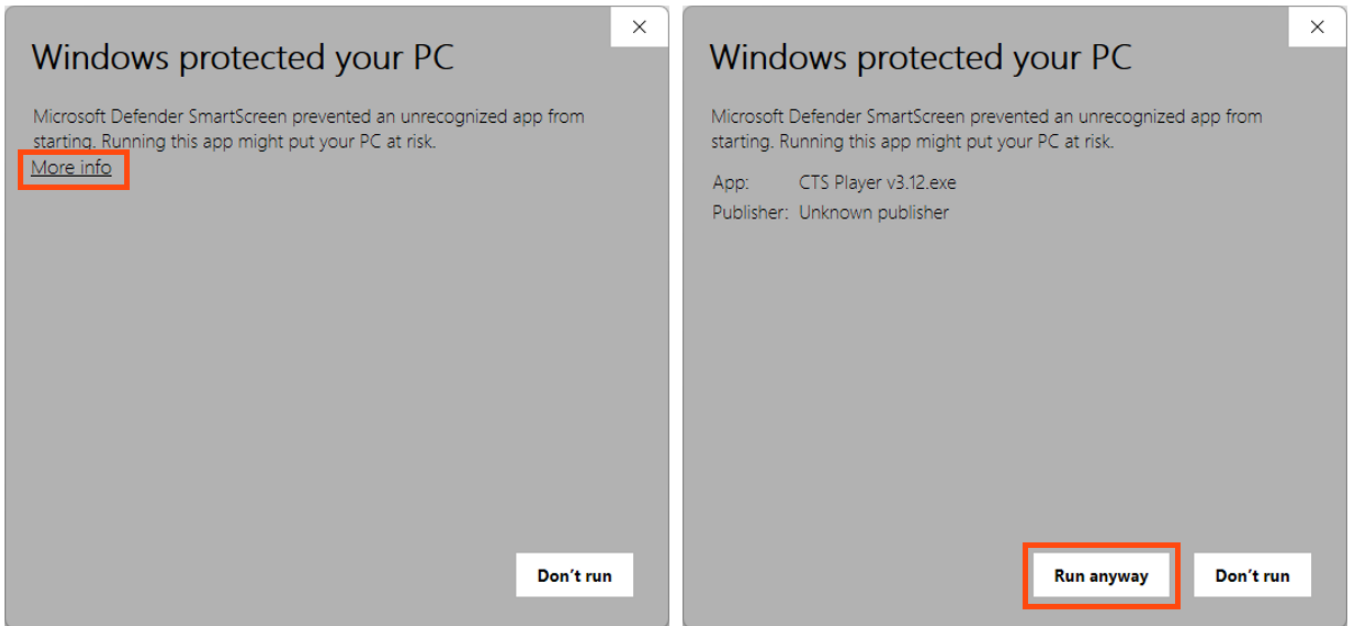 Windows protected your PC
Microsoft Defender SmartScreen prevented an unrecognized app from
starting. Running this app might put your PC at risk.
More info
Don't run
Windows protected your PC
Microsoft Defender SmartScreen prevented an unrecognized app from
starting. Running this app might put your PC at risk.
App: CTS Player v3.12.exe
Publisher: Unknown publisher
Run anyway Don't run